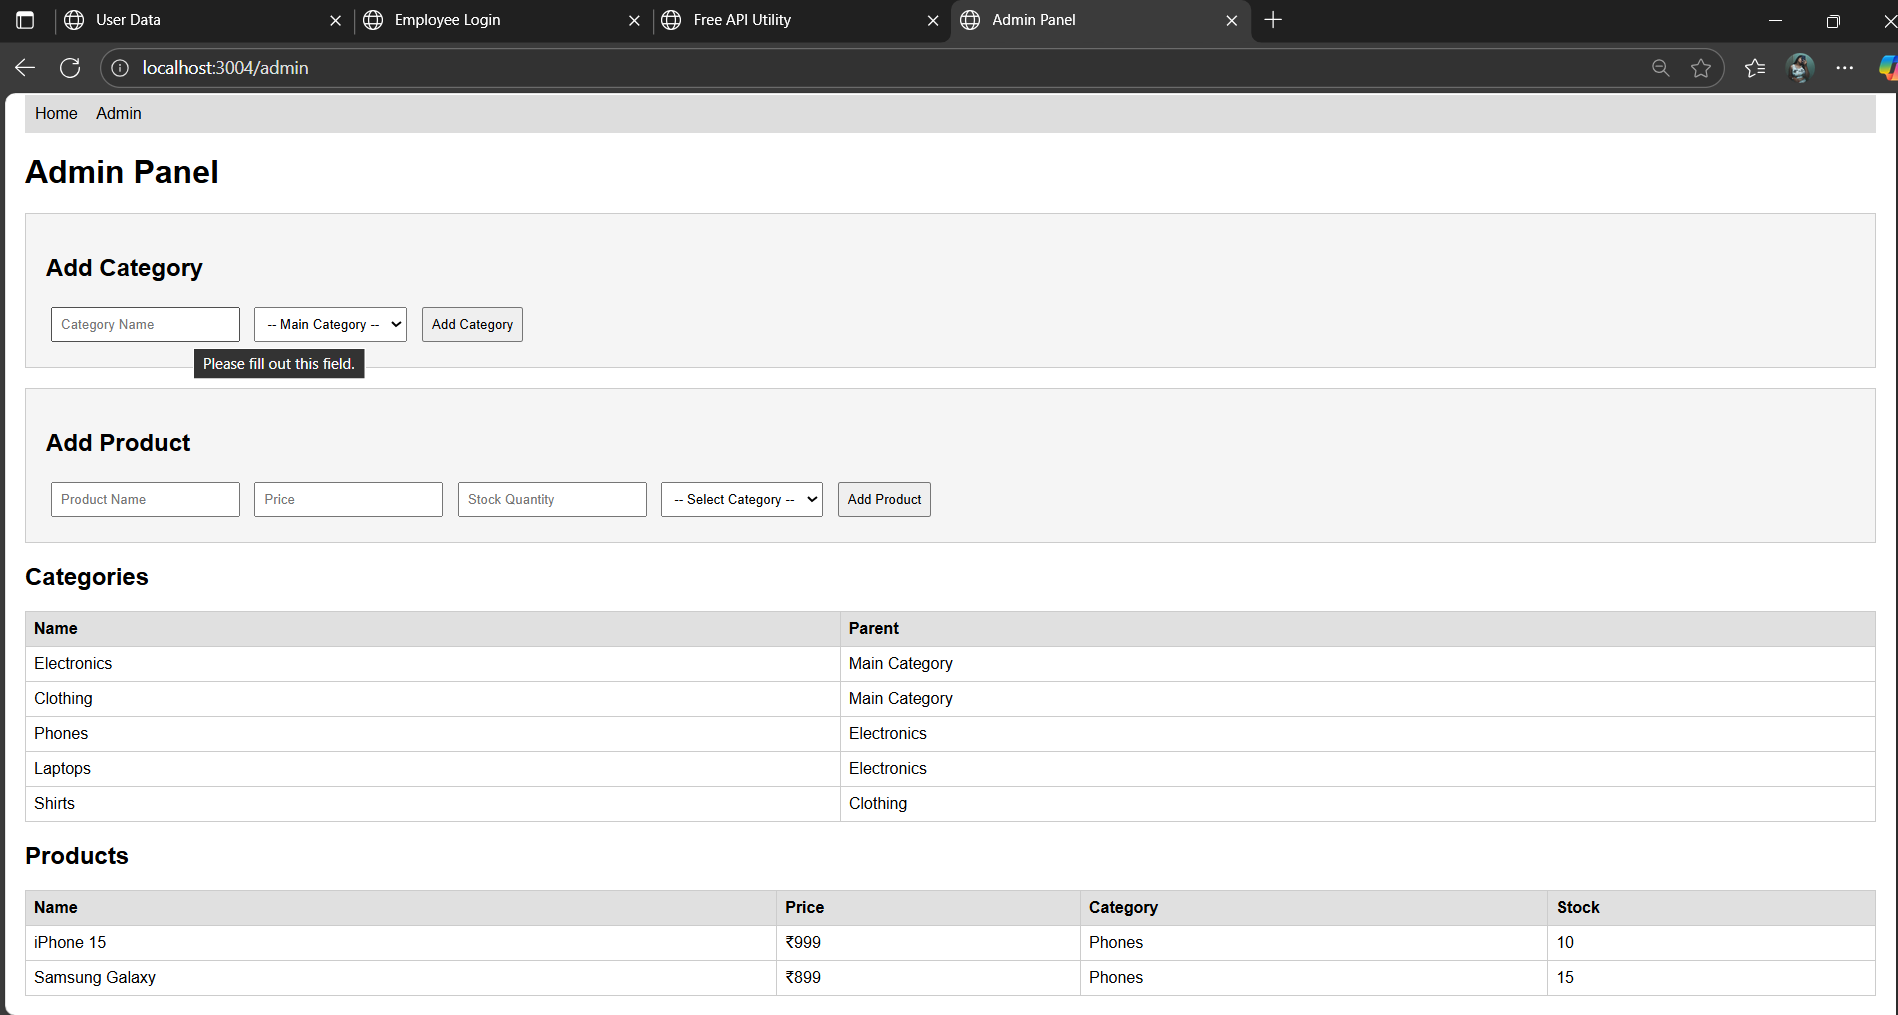 User Data
Employee Login
Free API Utility
Admin Panel
localhost:3004/admin
Home Admin
Admin Panel
Add Category
Category Name -- Main Category -- Add Category
Please fill out this field.
Add Product
Product Name Price Stock Quantity -- Select Category -- Add Product
Categories
Name Parent
Electronics Main Category
Clothing Main Category
Phones Electronics
Laptops Electronics
Shirts Clothing
Products
Name Price Category Stock
iPhone 15 ₹999 Phones 10
Samsung Galaxy ₹899 Phones 15